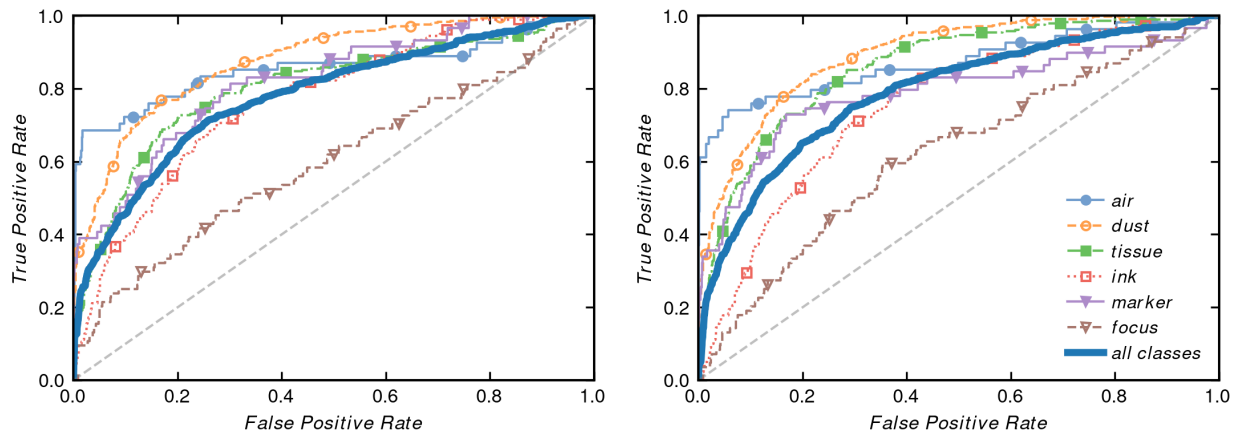 1.0
0.8
0.6
0.4
0.2
0.0
True Positive Rate
0.0 0.2 0.4 0.6 0.8 1.0
False Positive Rate
1.0
0.8
0.6
0.4
0.2
0.0
True Positive Rate
air
dust
tissue
ink
marker
focus
all classes
0.0 0.2 0.4 0.6 0.8 1.0
False Positive Rate